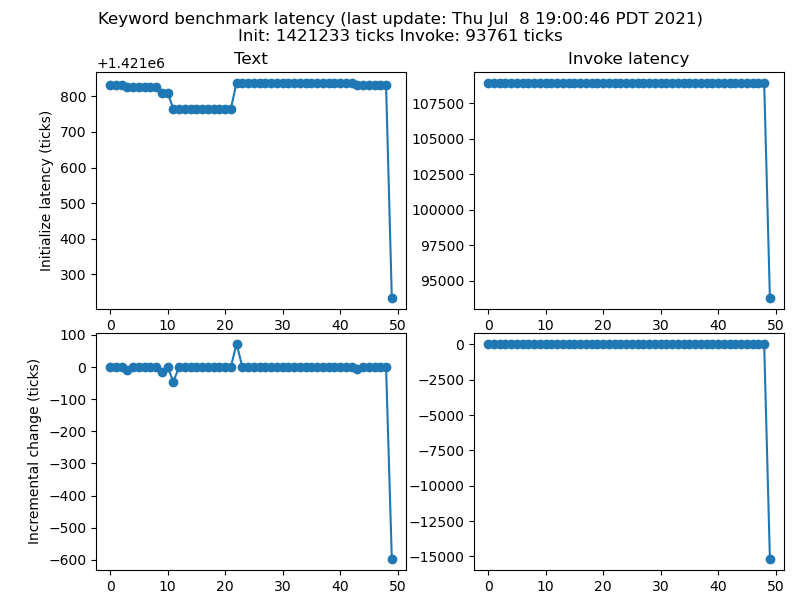 Keyword benchmark latency (last update: Thu Jul  8 19:00:46 PDT 2021)
Init: 1421233 ticks Invoke: 93761 ticks
Text
+1.421e6
Initialize latency (ticks)
800
700
600
500
400
300
0 10 20 30 40 50
Invoke latency
107500
105000
102500
100000
97500
95000
0 10 20 30 40 50
Incremental change (ticks)
100
0
−100
−200
−300
−400
−500
−600
0 10 20 30 40 50
0
−2500
−5000
−7500
−10000
−12500
−15000
0 10 20 30 40 50